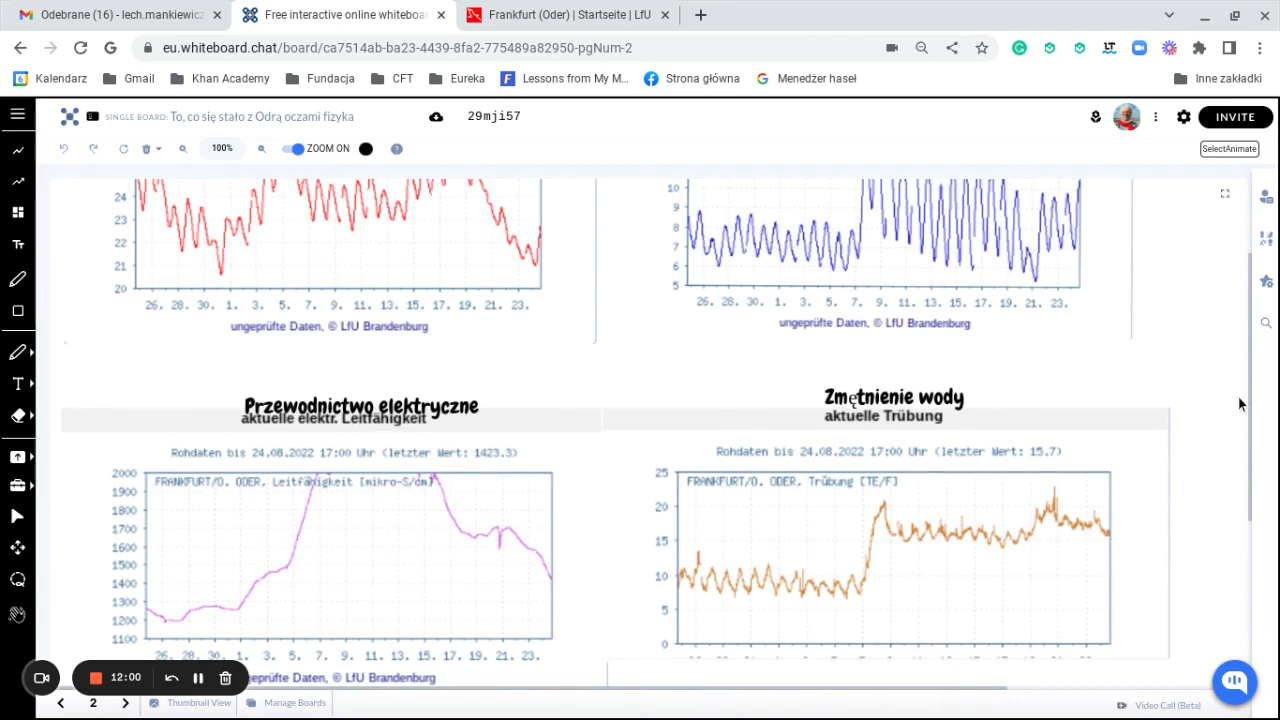 Odebrane (16) - lech.mankiewicz
Free interactive online whiteboar
Frankfurt (Oder) | Startseite | LfU
eu.whiteboard.chat/board/ca7514ab-ba23-4439-8fa2-775489a82950-pgNum-2
Kalendarz Gmail Khan Academy Fundacja CFT Eureka Lessons from My M... Strona główna Menedżer haseł Inne zakładki
SINGLE BOARD: To, co się stało z Odrą oczami fizyka 29mji57 INVITE
100% ZOOM ON SelectAnimate
24
23
22
21
20
26. 28. 30. 1. 3. 5. 7. 9. 11. 13. 15. 17. 19. 21. 23.
ungeprüfte Daten, © LfU Brandenburg
10
9
8
7
6
5
26. 28. 30. 1. 3. 5. 7. 9. 11. 13. 15. 17. 19. 21. 23.
ungeprüfte Daten, © LfU Brandenburg
Przewodnictwo elektryczne
aktuelle elektr. Leitfähigkeit
Rohdaten bis 24.08.2022 17:00 Uhr (letzter Wert: 1423.3)
FRANKFURT/O. ODER, Leitfähigkeit [mikro-S/cm]
2000
1900
1800
1700
1600
1500
1400
1300
1200
1100
26. 28. 30. 1. 3. 5. 7. 9. 11. 13. 15. 17. 19. 21. 23.
geprüfte Daten, © LfU Brandenburg
Zmętnienie wody
aktuelle Trübung
Rohdaten bis 24.08.2022 17:00 Uhr (letzter Wert: 15.7)
FRANKFURT/O. ODER, Trübung [TE/F]
25
20
15
10
5
0
12:00
2 Thumbnail View Manage Boards Video Call (Beta)